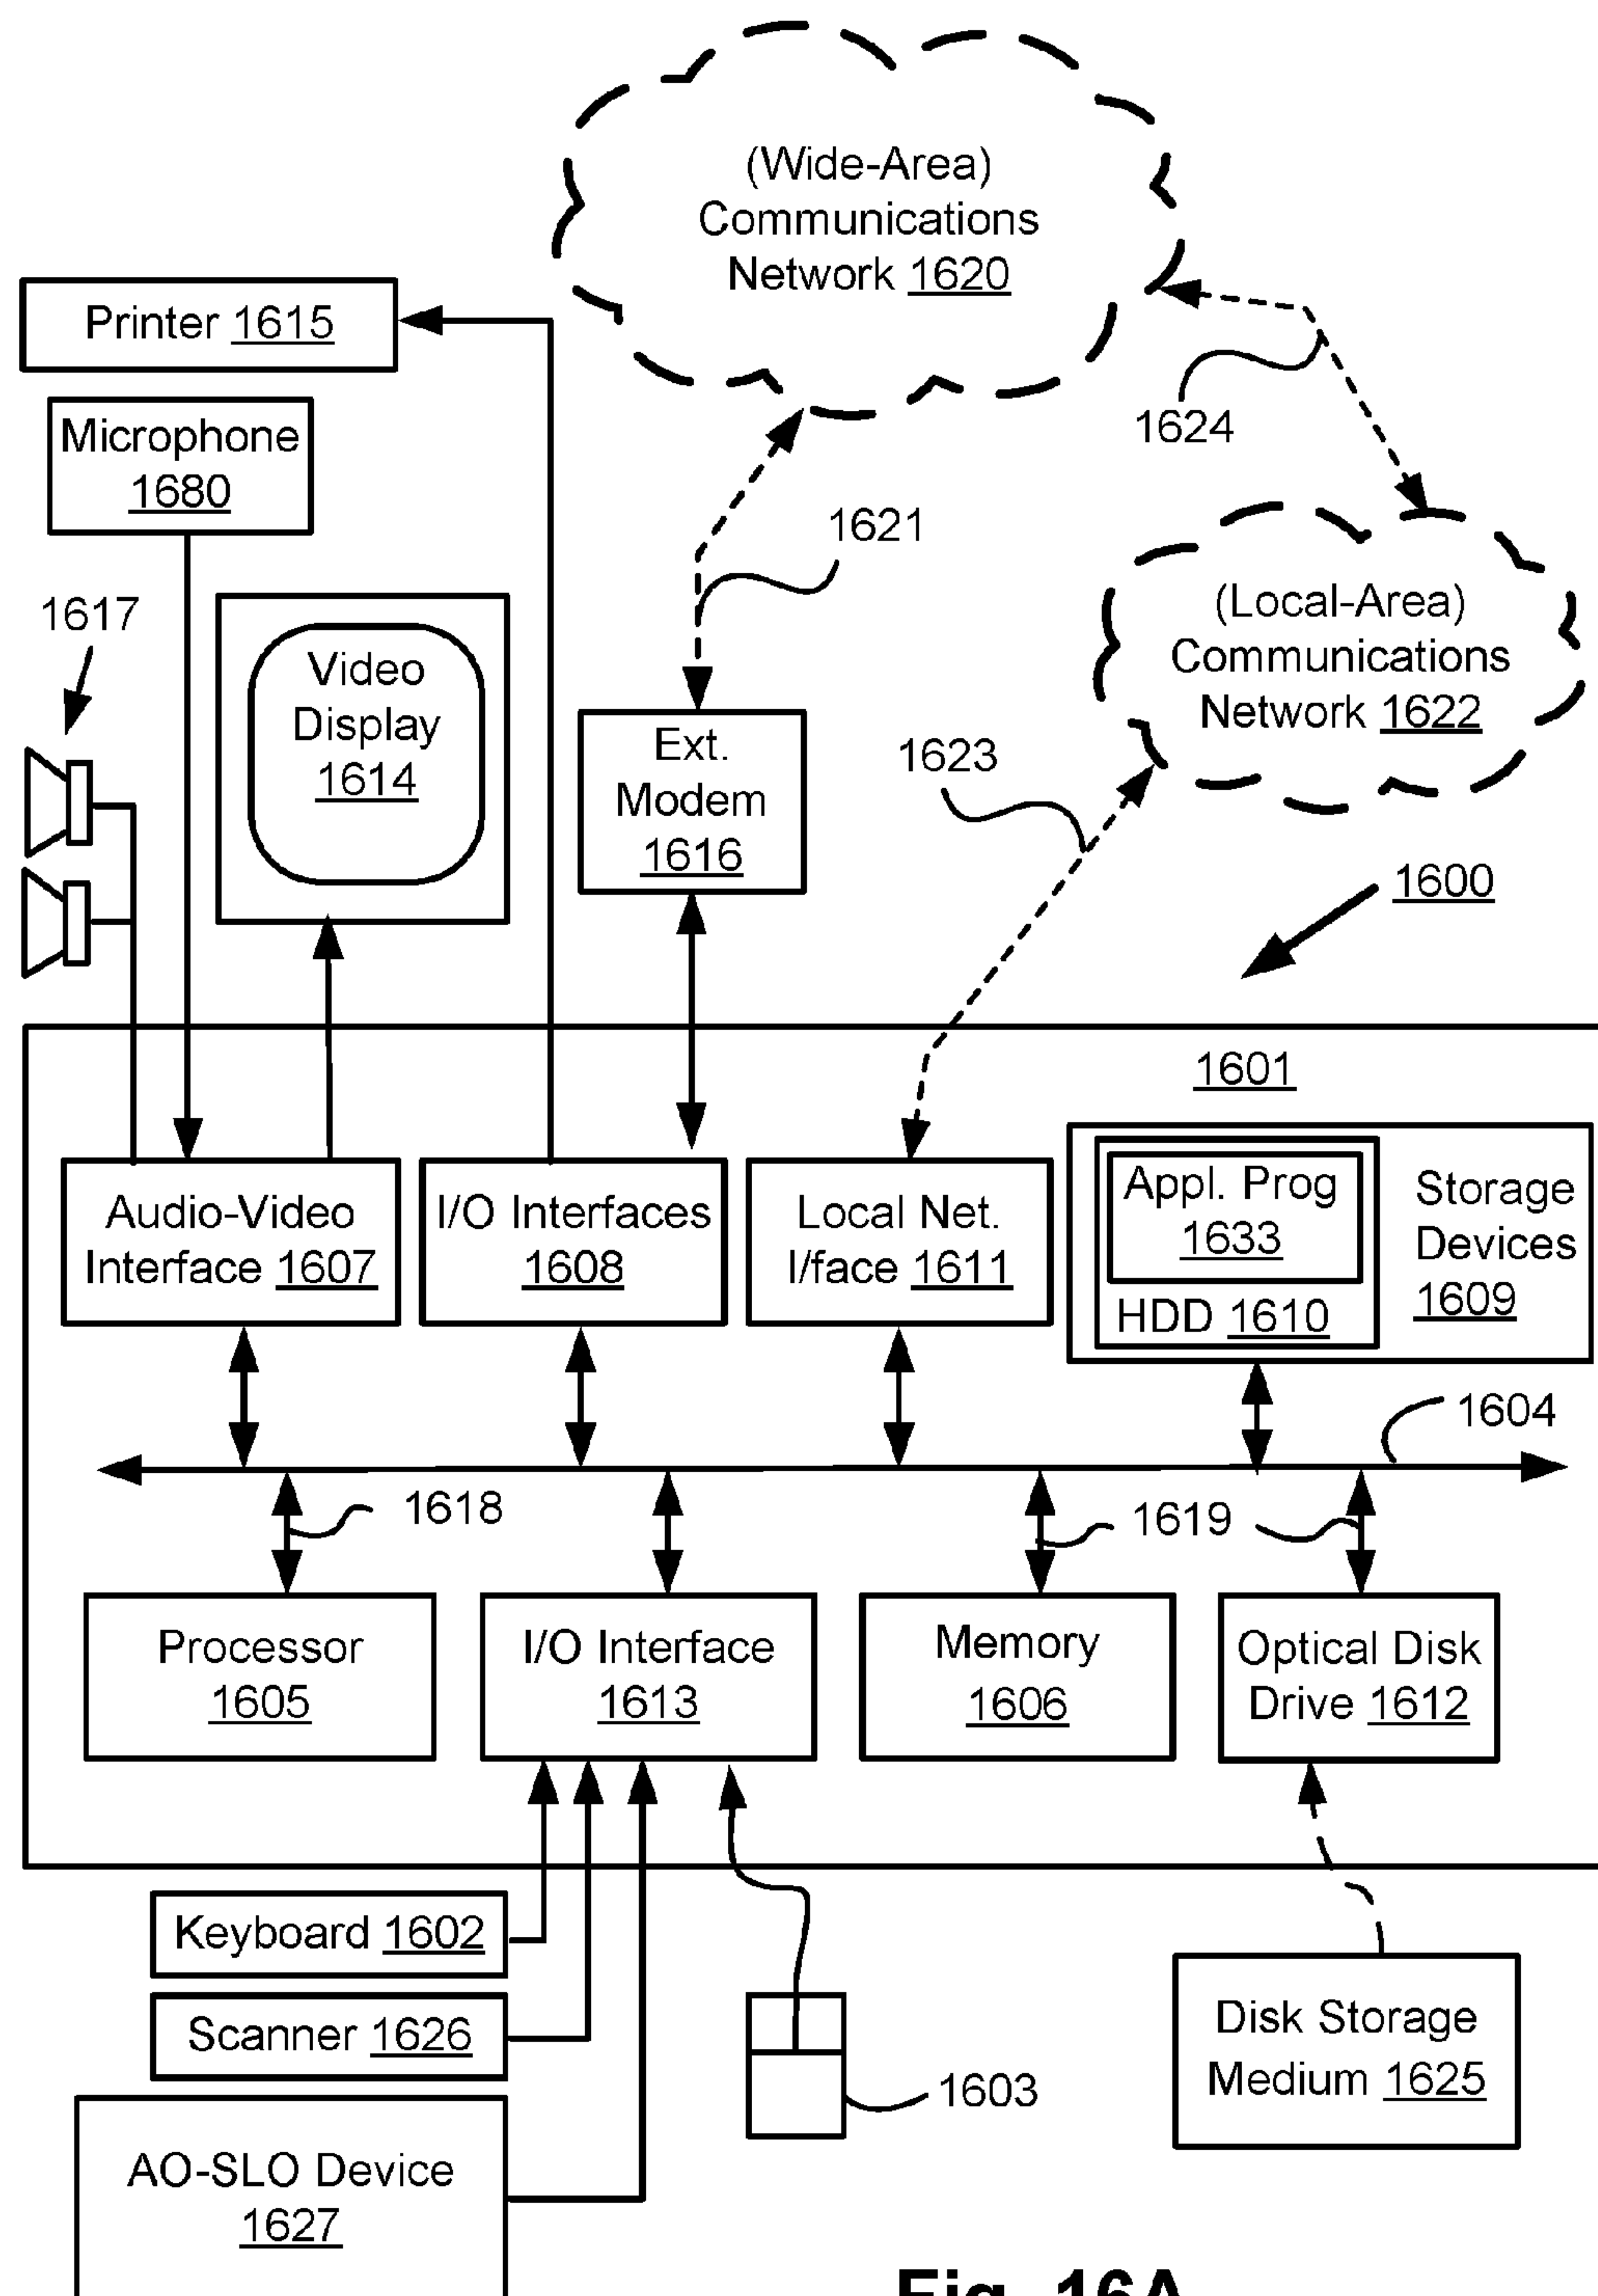 (Wide-Area)
Communications
Network 1620
Printer 1615
1624
Microphone
1680
1621
1617
(Local-Area)
Communications
Network 1622
Video
Display
1614
Ext.
Modem
1616
1623
1600
1601
Audio-Video
Interface 1607
I/O Interfaces
1608
Local Net.
I/face 1611
Appl. Prog
1633
HDD 1610
Storage
Devices
1609
1604
1618
1619
Processor
1605
I/O Interface
1613
Memory
1606
Optical Disk
Drive 1612
Keyboard 1602
Scanner 1626
1603
Disk Storage
Medium 1625
AO-SLO Device
1627
Fig. 16A